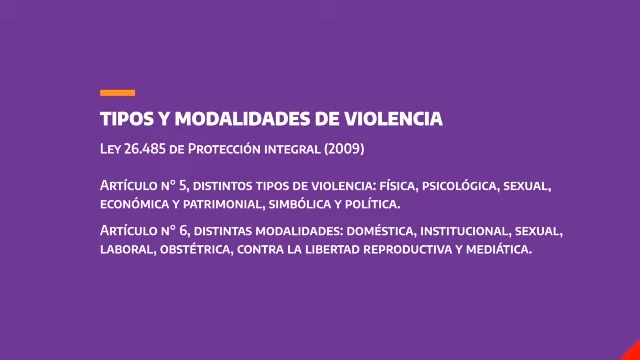 TIPOS Y MODALIDADES DE VIOLENCIA
Ley 26.485 de Protección integral (2009)
Artículo nº 5, distintos tipos de violencia: física, psicológica, sexual,
económica y patrimonial, simbólica y política.
Artículo nº 6, distintas modalidades: doméstica, institucional, sexual,
laboral, obstétrica, contra la libertad reproductiva y mediática.